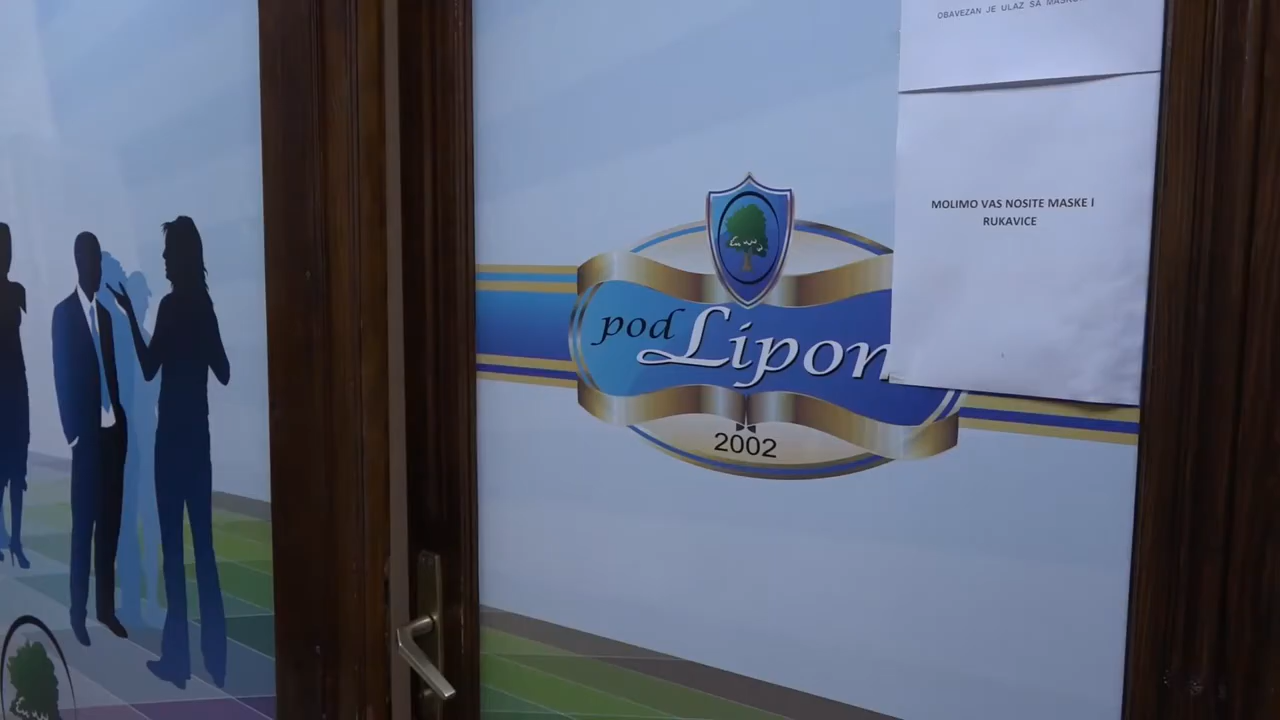 OBAVEZAN JE ULAZ SA
MOLIMO VAS NOSITE MASKE I
RUKAVICE
pod
Lipon
2002